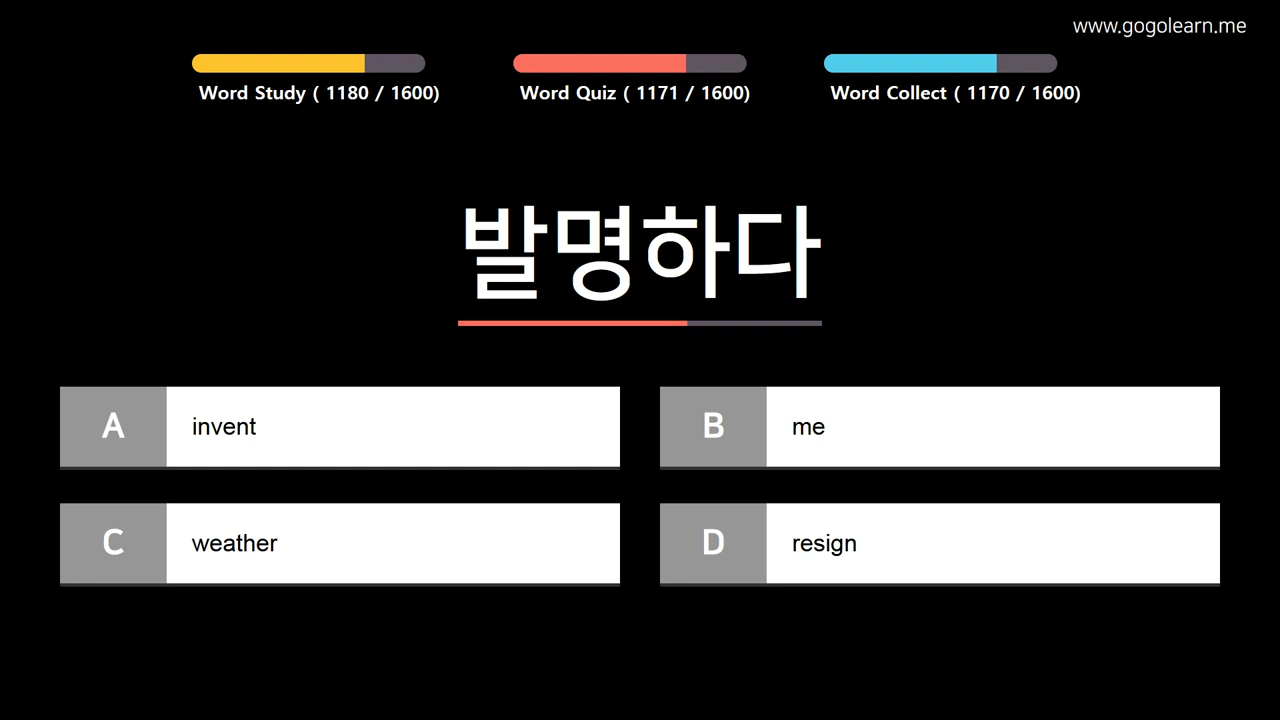 www.gogolearn.me
Word Study ( 1180 / 1600)
Word Quiz ( 1171 / 1600)
Word Collect ( 1170 / 1600)
발명하다
A invent
B me
C weather
D resign